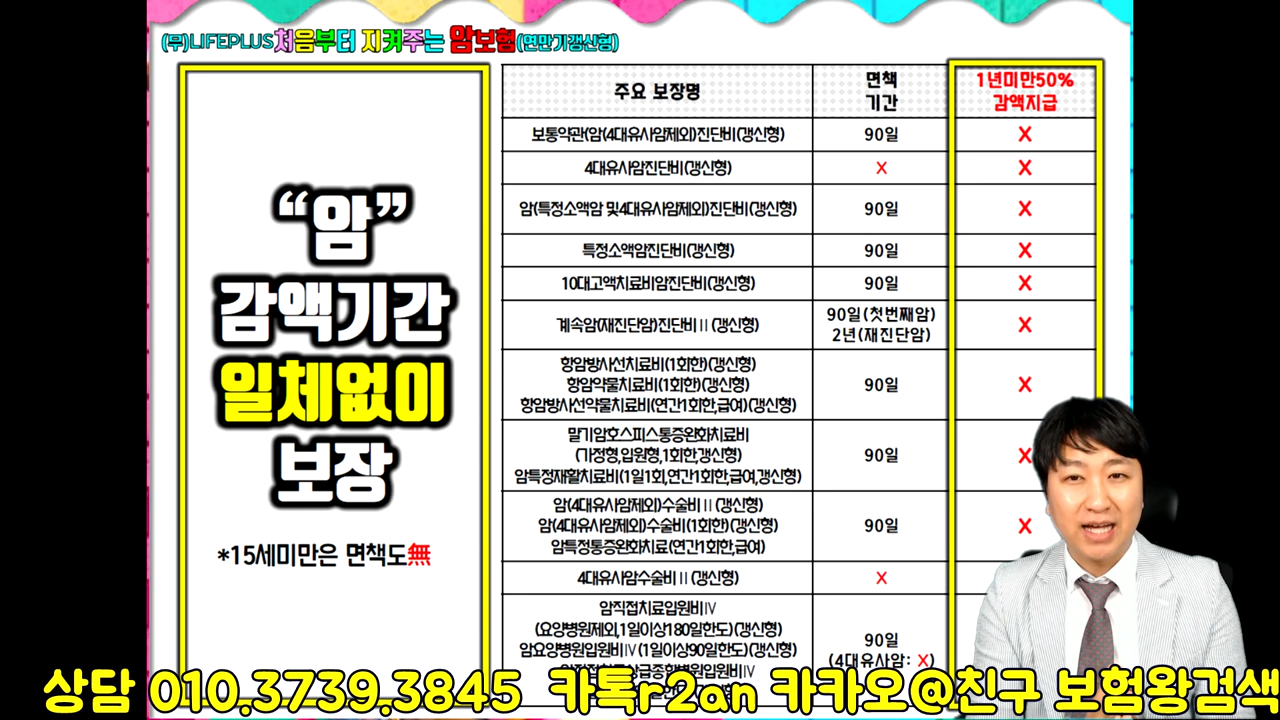 (무)LIFEPLUS처음부터 지켜주는 암보험(연만기갱신형)
“암”
감액기간
일체없이
보장
*15세미만은 면책도無
주요 보장명
면책
기간
1년미만50%
감액지급
보통약관(암(4대유사암제외)진단비(갱신형)
90일
X
4대유사암진단비(갱신형)
X
X
암(특정소액암 및4대유사암제외)진단비(갱신형)
90일
X
특정소액암진단비(갱신형)
90일
X
10대고액치료비암진단비(갱신형)
90일
X
계속암(재진단암)진단비Ⅱ(갱신형)
90일(첫번째암)
2년(재진단암)
X
항암방사선치료비(1회한)(갱신형)
항암약물치료비(1회한)(갱신형)
항암방사선약물치료비(연간1회한,급여)(갱신형)
90일
X
말기암호스피스통증완화치료비
(가정형,입원형,1회한,갱신형)
암특정재활치료비(1일1회,연간1회한,급여,갱신형)
90일
X
암(4대유사암제외)수술비Ⅱ(갱신형)
암(4대유사암제외)수술비(1회한)(갱신형)
암특정통증완화치료(연간1회한,급여)
90일
X
4대유사암수술비Ⅱ(갱신형)
X
암직접치료입원비Ⅳ
(요양병원제외,1일이상180일한도)(갱신형)
암요양병원입원비Ⅳ(1일이상90일한도)(갱신형)
90일
(4대유사암: X)
상담 010.3739.3845 카톡r2an 카카오@친구 보험왕검색